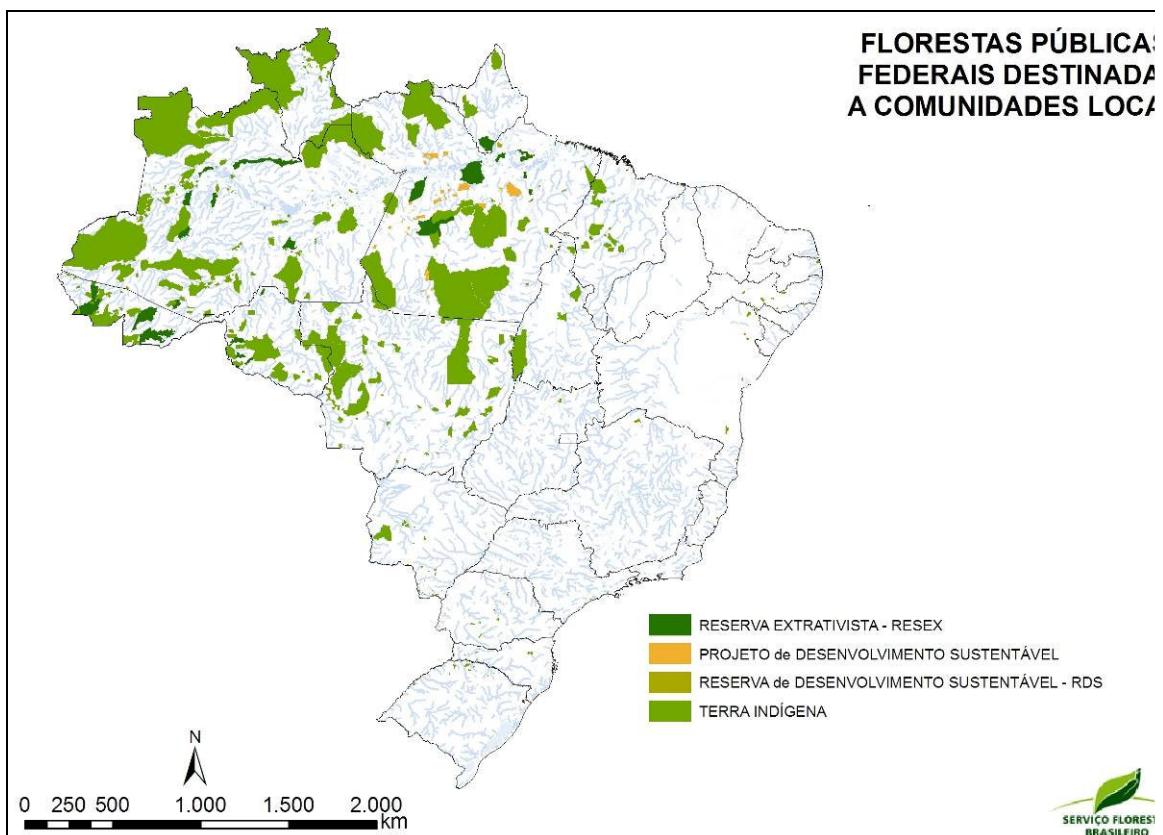 FLORESTAS PÚBLICAS
FEDERAIS DESTINADA
A COMUNIDADES LOCA
RESERVA EXTRATIVISTA - RESEX
PROJETO de DESENVOLVIMENTO SUSTENTÁVEL
RESERVA de DESENVOLVIMENTO SUSTENTÁVEL - RDS
TERRA INDÍGENA
N
0 250 500 1.000 1.500 2.000
km
SERVIÇO FLOREST
BRASILEIRO